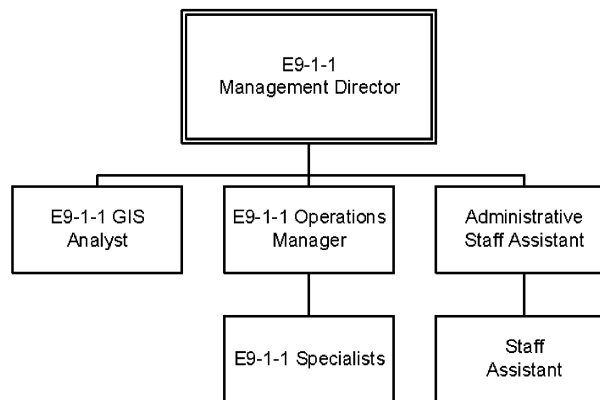 E9-1-1
Management Director
E9-1-1 GIS
Analyst
E9-1-1 Operations
Manager
Administrative
Staff Assistant
E9-1-1 Specialists
Staff
Assistant